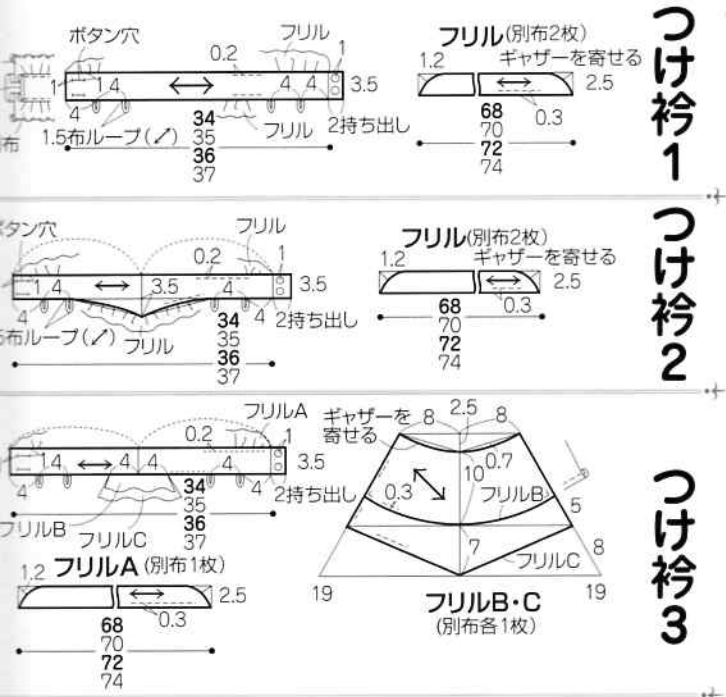 つけ衿1
ボタン穴
フリル
0.2
1
1
4
4 4
3.5
4
1.5布ループ(↙)
フリル
2持ち出し
34
35
36
37
布
フリル(別布2枚)
ギャザーを寄せる
1.2
2.5
0.3
68
70
72
74
つけ衿2
タン穴
フリル
0.2
1
1
4
3.5
4
3.5
4
4
2持ち出し
布ループ(↙)
フリル
34
35
36
37
フリル(別布2枚)
1.2
ギャザーを寄せる
2.5
0.3
68
70
72
74
つけ衿3
フリルA
0.2
1
1
4
4
4
4
3.5
4
4
2持ち出し
フリルB
フリルC
34
35
36
37
フリルA(別布1枚)
1.2
2.5
0.3
68
70
72
74
ギャザーを
寄せる
8
2.5
8
0.7
10
0.3
フリルB
5
7
フリルC
8
19
19
フリルB・C
(別布各1枚)